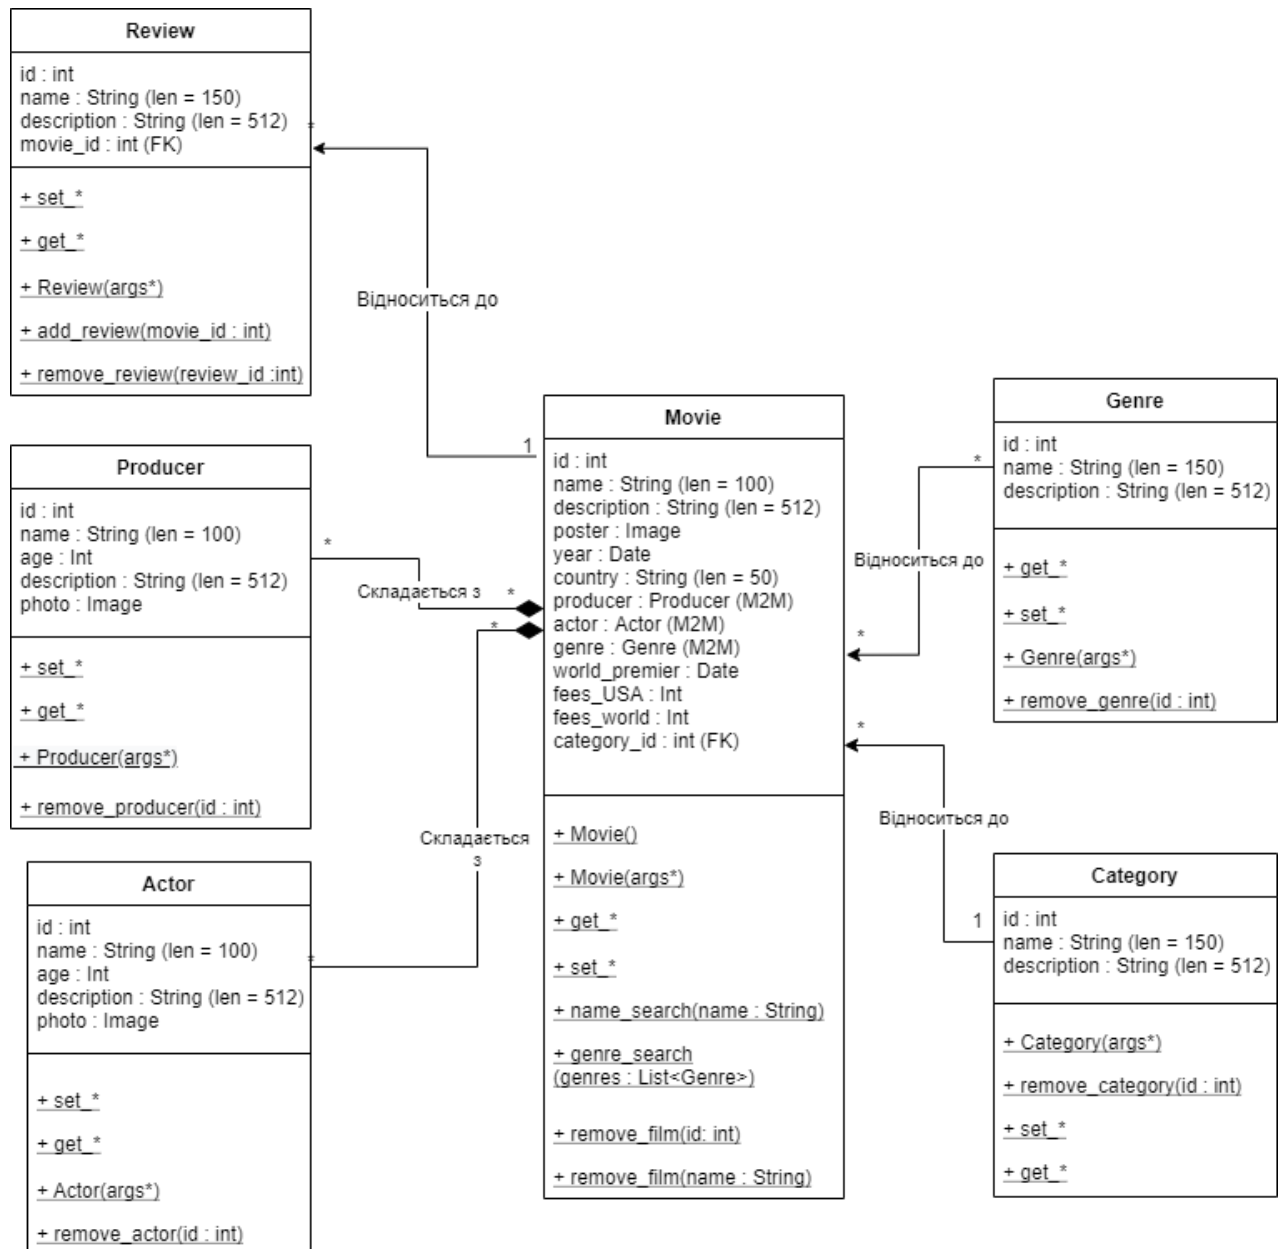 Review
id : int
name : String (len = 150)
description : String (len = 512)
movie_id : int (FK)
*
+ set_*
+ get_*
+ Review(args*)
+ add_review(movie_id : int)
+ remove_review(review_id :int)
Відноситься до
1
Producer
id : int
name : String (len = 100)
age : Int
description : String (len = 512)
photo : Image
+ set_*
+ get_*
+ Producer(args*)
+ remove_producer(id : int)
*
Складається з
*
*
Складається
з
*
Actor
id : int
name : String (len = 100)
age : Int
description : String (len = 512)
photo : Image
+ set_*
+ get_*
+ Actor(args*)
+ remove_actor(id : int)
Movie
id : int
name : String (len = 100)
description : String (len = 512)
poster : Image
year : Date
country : String (len = 50)
producer : Producer (M2M)
actor : Actor (M2M)
genre : Genre (M2M)
world_premier : Date
fees_USA : Int
fees_world : Int
category_id : int (FK)
+ Movie()
+ Movie(args*)
+ get_*
+ set_*
+ name_search(name : String)
+ genre_search
(genres : List<Genre>)
+ remove_film(id: int)
+ remove_film(name : String)
*
Відноситься до
*
Genre
id : int
name : String (len = 150)
description : String (len = 512)
+ get_*
+ set_*
+ Genre(args*)
+ remove_genre(id : int)
*
Відноситься до
1
Category
id : int
name : String (len = 150)
description : String (len = 512)
+ Category(args*)
+ remove_category(id : int)
+ set_*
+ get_*